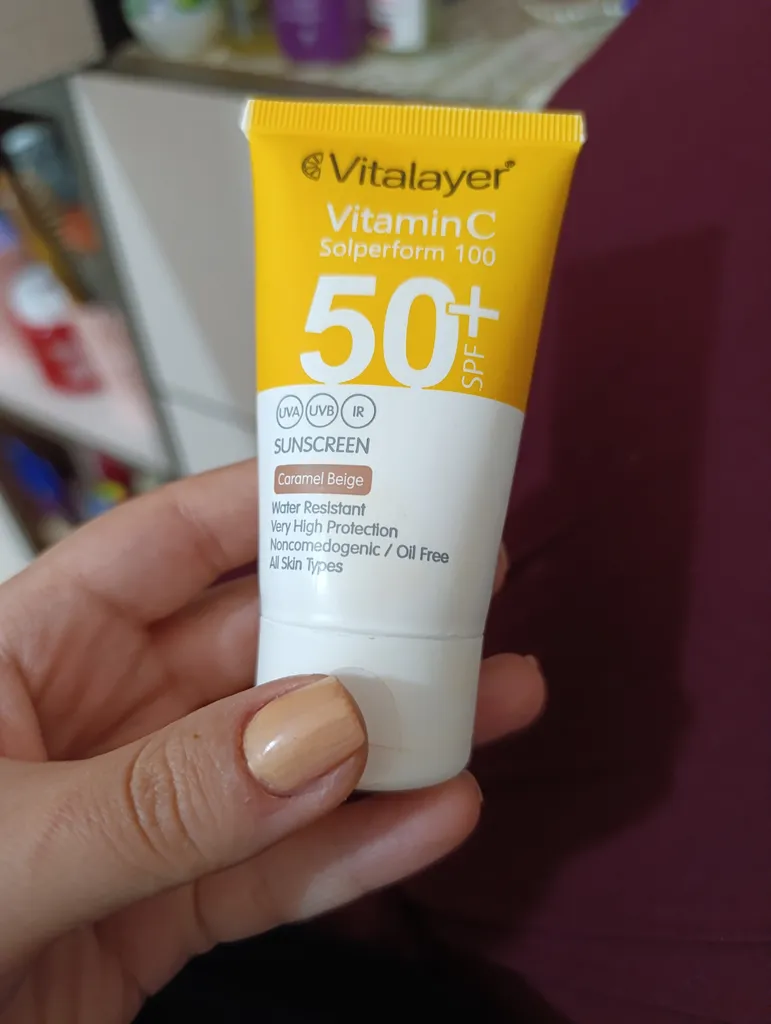 Vitalayer®
Vitamin C
Solperform 100
50+
SPF
UVA UVB IR
SUNSCREEN
Caramel Beige
Water Resistant
Very High Protection
Noncomedogenic / Oil Free
All Skin Types